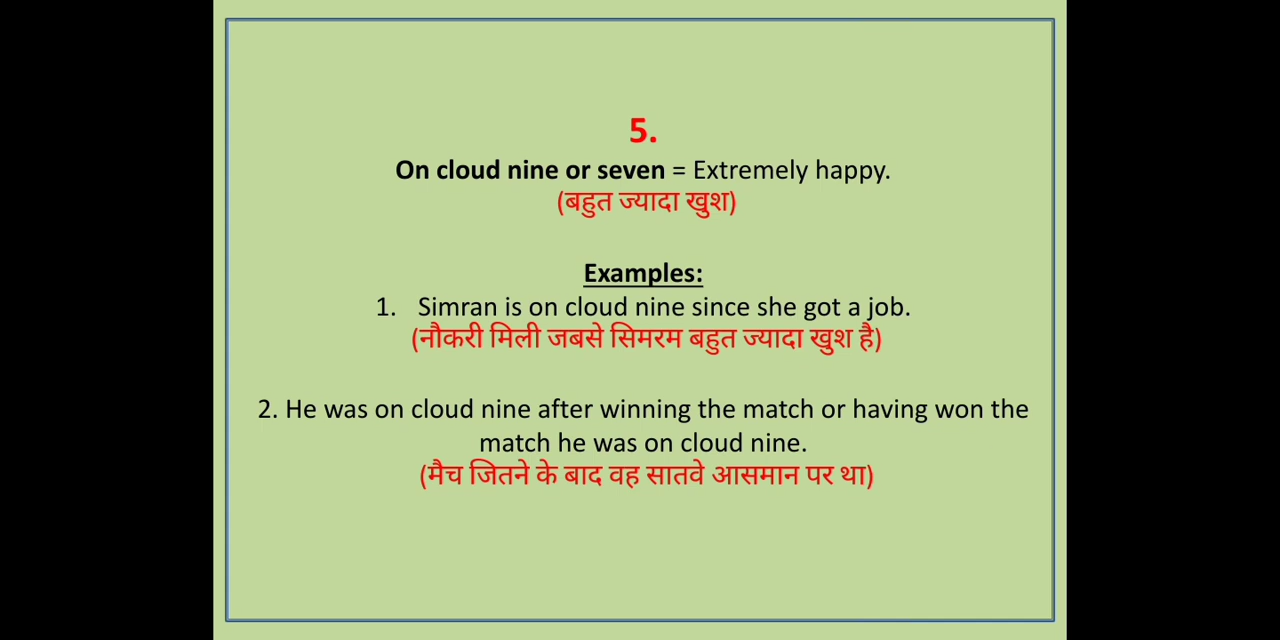 5.
On cloud nine or seven = Extremely happy.
(बहुत ज्यादा खुश)
Examples:
1. Simran is on cloud nine since she got a job.
(नौकरी मिली जबसे सिमरम बहुत ज्यादा खुश है)
2. He was on cloud nine after winning the match or having won the
match he was on cloud nine.
(मैच जितने के बाद वह सातवे आसमान पर था)